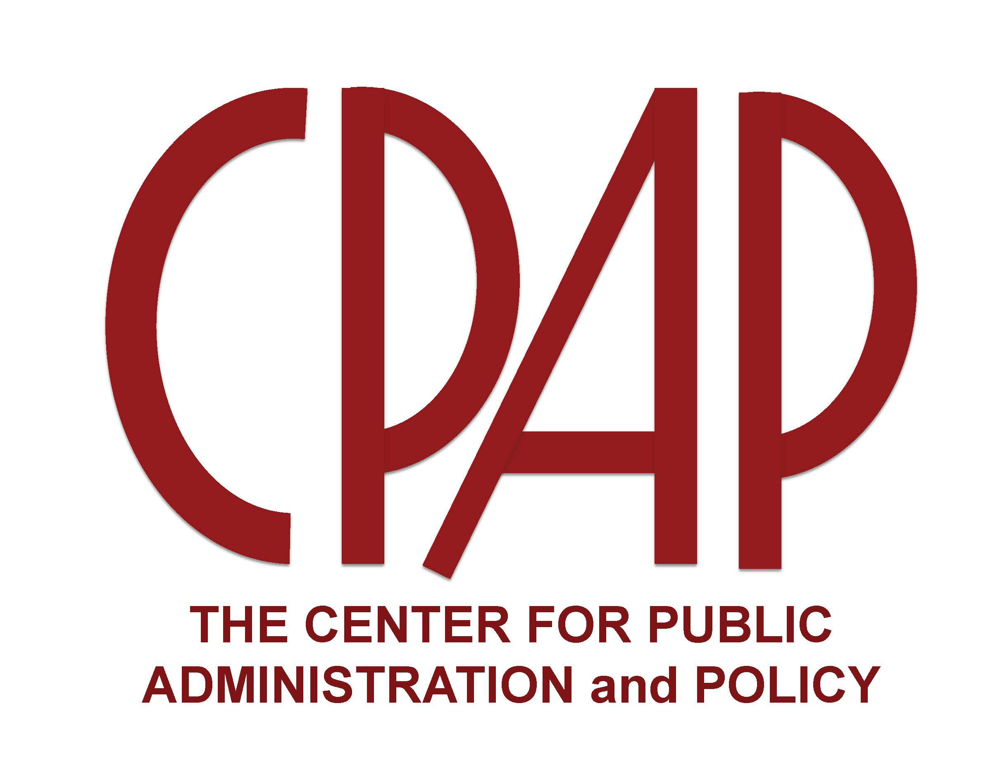 CPAP
THE CENTER FOR PUBLIC
ADMINISTRATION and POLICY